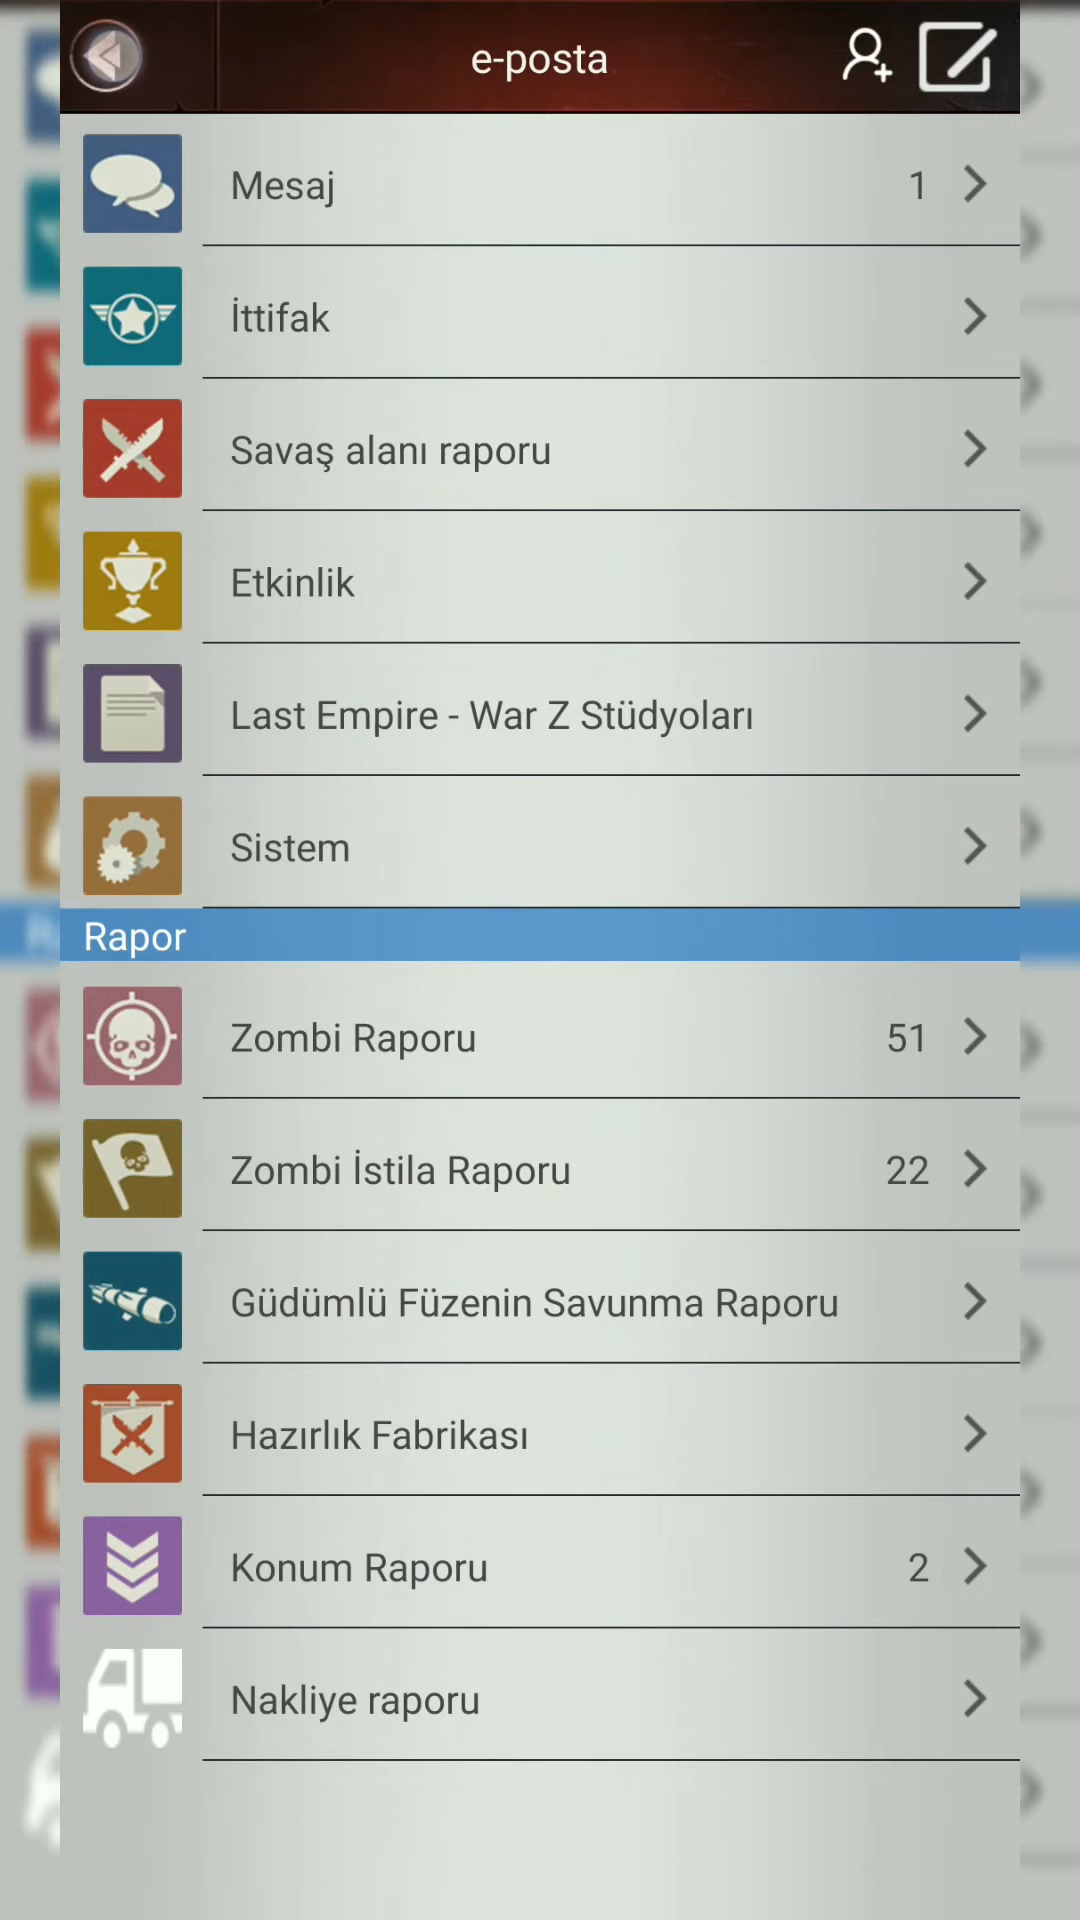 e-posta
Mesaj 1
İttifak
Savaş alanı raporu
Etkinlik
Last Empire - War Z Stüdyoları
Sistem
Rapor
Zombi Raporu 51
Zombi İstila Raporu 22
Güdümlü Füzenin Savunma Raporu
Hazırlık Fabrikası
Konum Raporu 2
Nakliye raporu